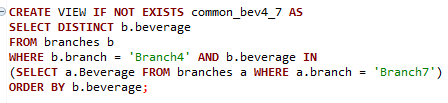 CREATE VIEW IF NOT EXISTS common_bev4_7 AS
SELECT DISTINCT b.beverage
FROM branches b
WHERE b.branch = 'Branch4' AND b.beverage IN
(SELECT a.Beverage FROM branches a WHERE a.branch = 'Branch7')
ORDER BY b.beverage;